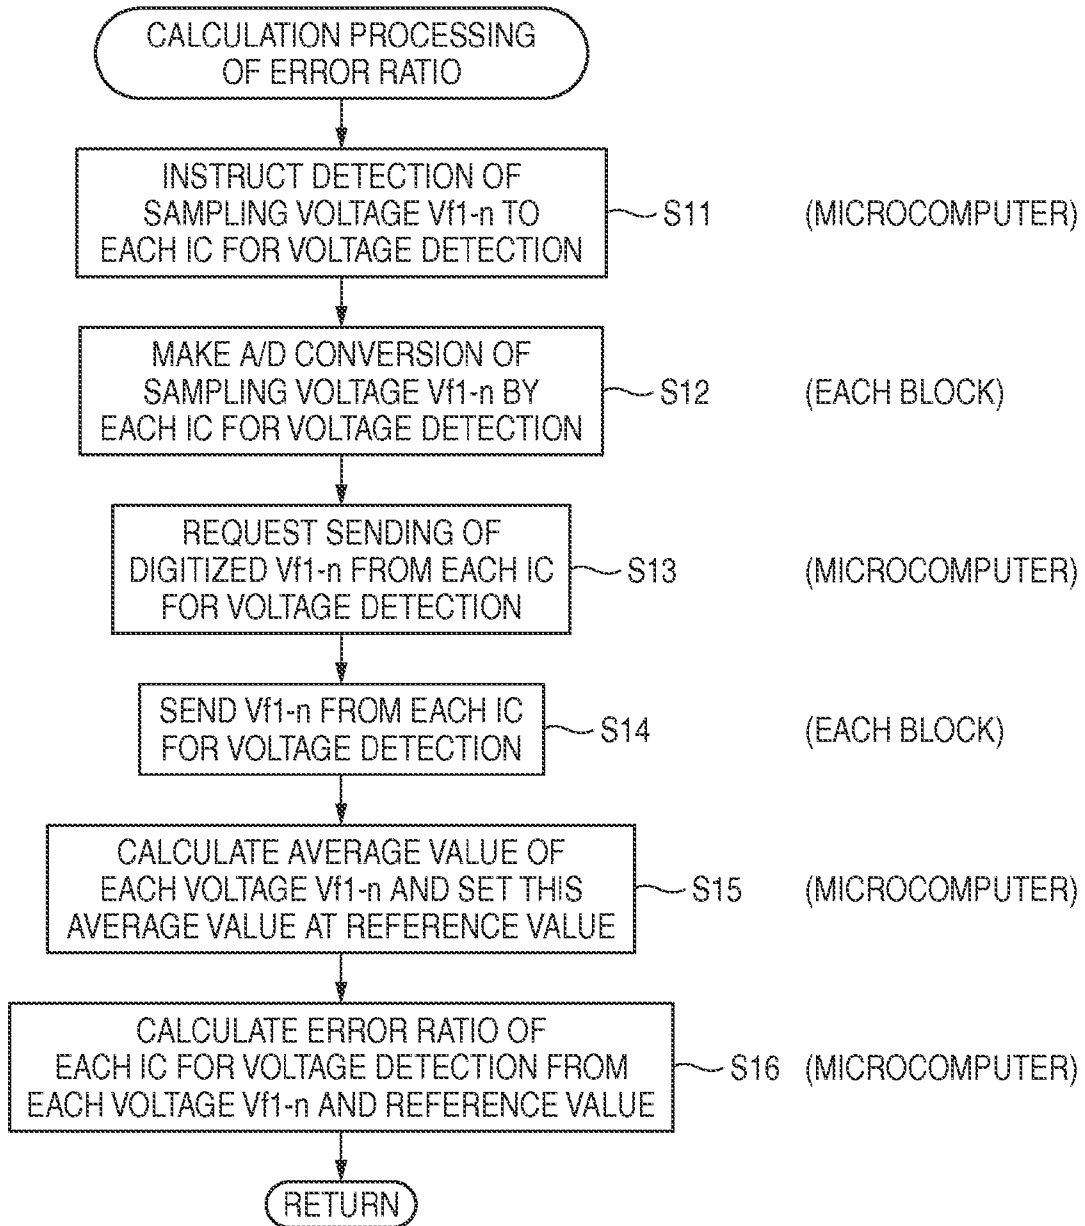 CALCULATION PROCESSING
OF ERROR RATIO
INSTRUCT DETECTION OF
SAMPLING VOLTAGE Vf1-n TO
EACH IC FOR VOLTAGE DETECTION
S11
(MICROCOMPUTER)
MAKE A/D CONVERSION OF
SAMPLING VOLTAGE Vf1-n BY
EACH IC FOR VOLTAGE DETECTION
S12
(EACH BLOCK)
REQUEST SENDING OF
DIGITIZED Vf1-n FROM EACH IC
FOR VOLTAGE DETECTION
S13
(MICROCOMPUTER)
SEND Vf1-n FROM EACH IC
FOR VOLTAGE DETECTION
S14
(EACH BLOCK)
CALCULATE AVERAGE VALUE OF
EACH VOLTAGE Vf1-n AND SET THIS
AVERAGE VALUE AT REFERENCE VALUE
S15
(MICROCOMPUTER)
CALCULATE ERROR RATIO OF
EACH IC FOR VOLTAGE DETECTION FROM
EACH VOLTAGE Vf1-n AND REFERENCE VALUE
S16
(MICROCOMPUTER)
RETURN